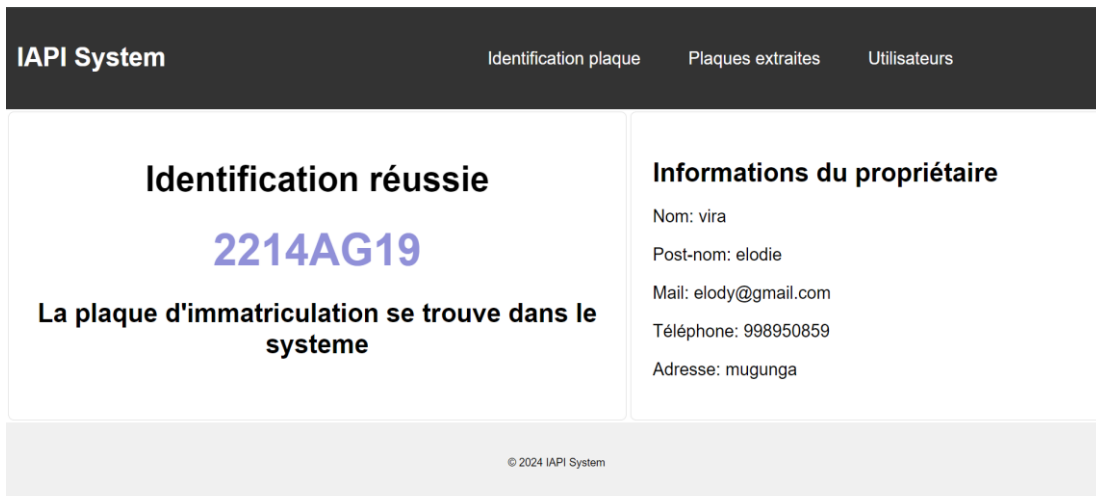 IAPI System
Identification plaque
Plaques extraites
Utilisateurs
Identification réussie
2214AG19
La plaque d'immatriculation se trouve dans le
systeme
Informations du propriétaire
Nom: vira
Post-nom: elodie
Mail: elody@gmail.com
Téléphone: 998950859
Adresse: mugunga
© 2024 IAPI System